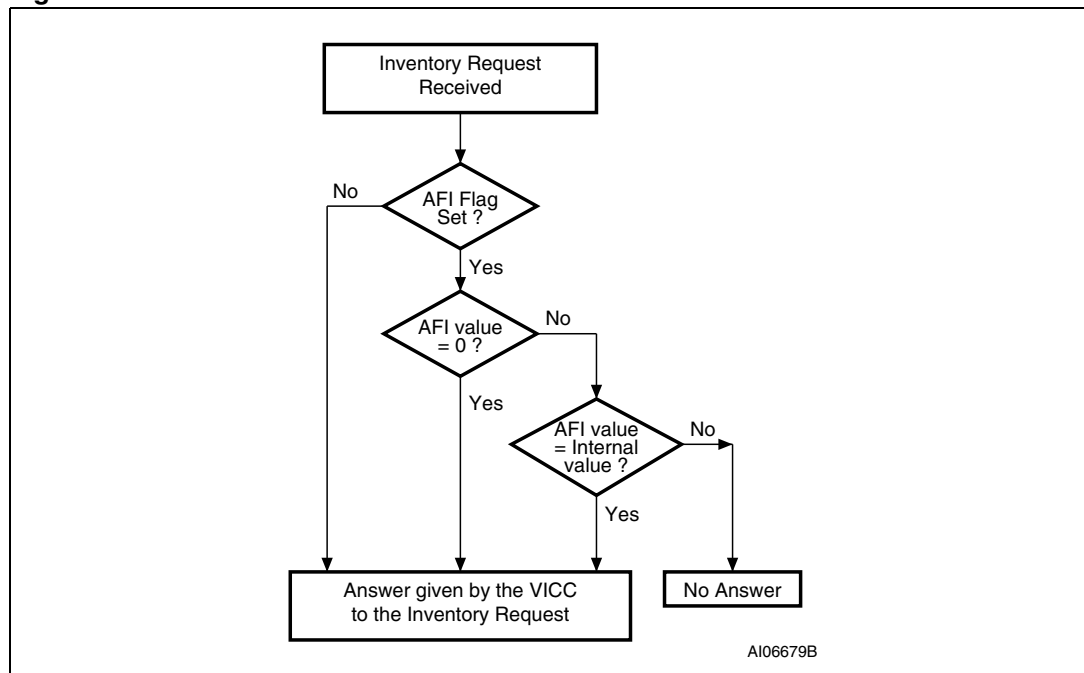 Inventory Request
Received
No
AFI Flag
Set ?
Yes
AFI value
= 0 ?
No
Yes
AFI value
= Internal
value ?
No
Yes
Answer given by the VICC
to the Inventory Request
No Answer
AI06679B